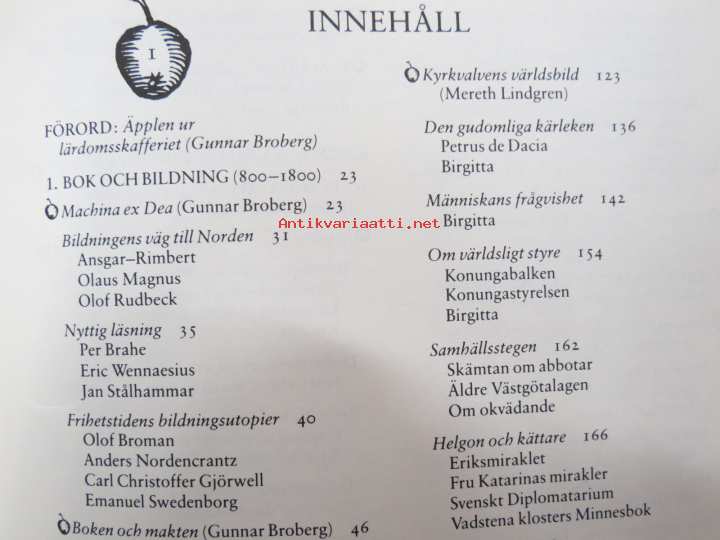 1
INNEHÅLL
FÖRORD: Äpplen ur
lärdomsskafferiet (Gunnar Broberg)
1. BOK OCH BILDNING (800–1800) 23
Machina ex Dea (Gunnar Broberg) 23
Bildningens väg till Norden 31
Ansgar–Rimbert
Olaus Magnus
Olof Rudbeck
Nyttig läsning 35
Per Brahe
Eric Wennaesius
Jan Stålhammar
Frihetstidens bildningsutopier 40
Olof Broman
Anders Nordencrantz
Carl Christoffer Gjörwell
Emanuel Swedenborg
Boken och makten (Gunnar Broberg) 46
Kyrkvalvens världsbild 123
(Mereth Lindgren)
Den gudomliga kärleken 136
Petrus de Dacia
Birgitta
Människans frågvishet 142
Birgitta
Om världsligt styre 154
Konungabalken
Konungastyrelsen
Birgitta
Samhällsstegen 162
Skämtan om abbotar
Äldre Västgötalagen
Om okvädande
Helgon och kättare 166
Eriksmiraklet
Fru Katarinas mirakler
Svenskt Diplomatarium
Vadstena klosters Minnesbok
Antikvariaatti.net